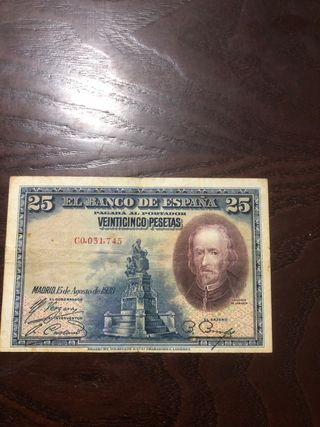 25 EL BANCO DE ESPAÑA 25
PAGARÁ AL PORTADOR
VEINTICINCO PESETAS
C0,031,745
MADRID, 15 de Agosto de 1928
EL GOBERNADOR
EL INTERVENTOR
EL CAJERO